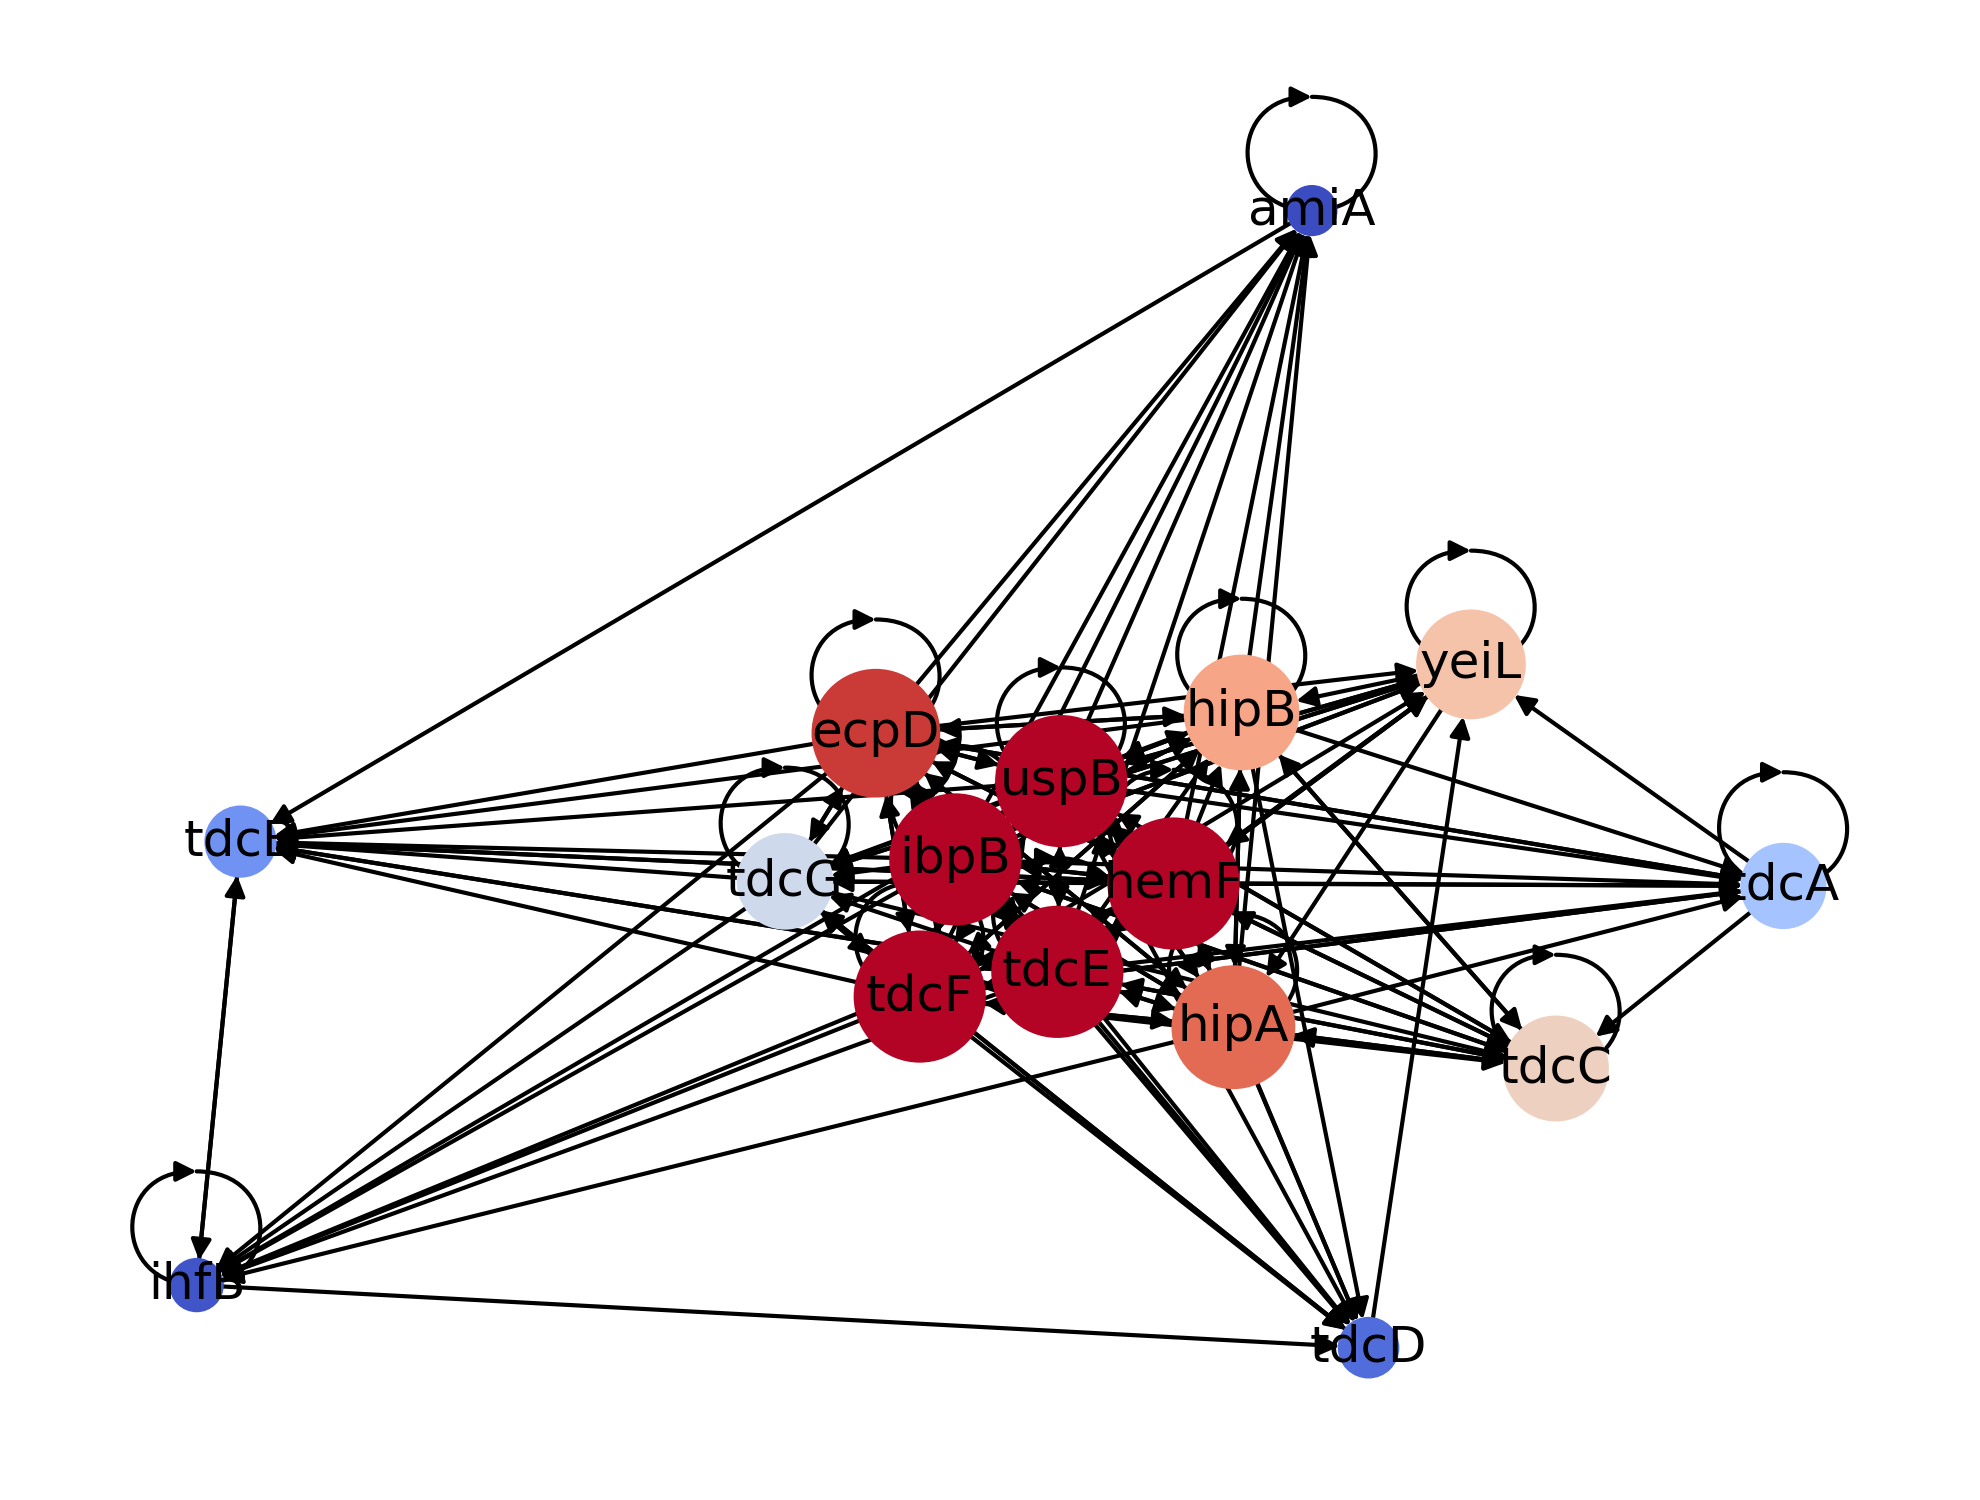 amiA
yeiL
hipB
ecpD
uspB
tdcB
ibpB
tdcG
hemF
tdcA
tdcE
tdcF
hipA
tdcC
ihfB
tdcD